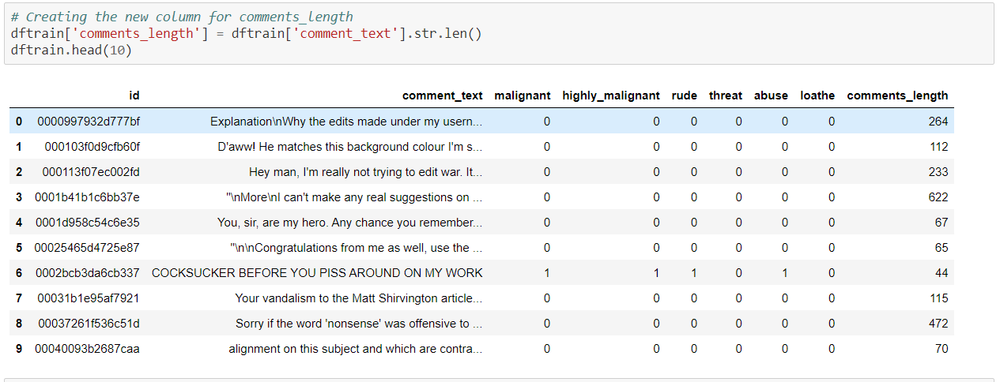 # Creating the new column for comments_length
dftrain['comments_length'] = dftrain['comment_text'].str.len()
dftrain.head(10)
id comment_text malignant highly_malignant rude threat abuse loathe comments_length
0 0000997932d777bf Explanation\nWhy the edits made under my usern... 0 0 0 0 0 0 264
1 000103f0d9cfb60f D'aww! He matches this background colour I'm s... 0 0 0 0 0 0 112
2 000113f07ec002fd Hey man, I'm really not trying to edit war. It... 0 0 0 0 0 0 233
3 0001b41b1c6bb37e "\nMore\nI can't make any real suggestions on ... 0 0 0 0 0 0 622
4 0001d958c54c6e35 You, sir, are my hero. Any chance you remember... 0 0 0 0 0 0 67
5 00025465d4725e87 "\n\nCongratulations from me as well, use the ... 0 0 0 0 0 0 65
6 0002bcb3da6cb337 COCKSUCKER BEFORE YOU PISS AROUND ON MY WORK 1 1 1 0 1 0 44
7 00031b1e95af7921 Your vandalism to the Matt Shirvington article... 0 0 0 0 0 0 115
8 00037261f536c51d Sorry if the word 'nonsense' was offensive to ... 0 0 0 0 0 0 472
9 00040093b2687caa alignment on this subject and which are contra... 0 0 0 0 0 0 70